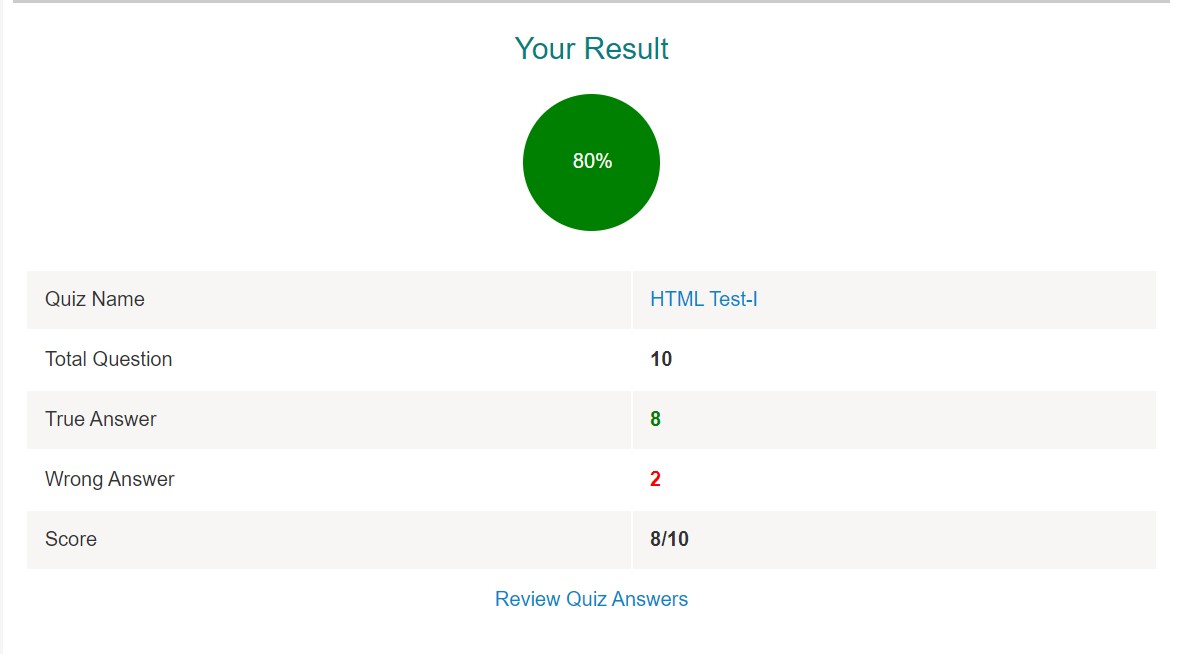 Your Result
80%
Quiz Name HTML Test-I
Total Question 10
True Answer 8
Wrong Answer 2
Score 8/10
Review Quiz Answers